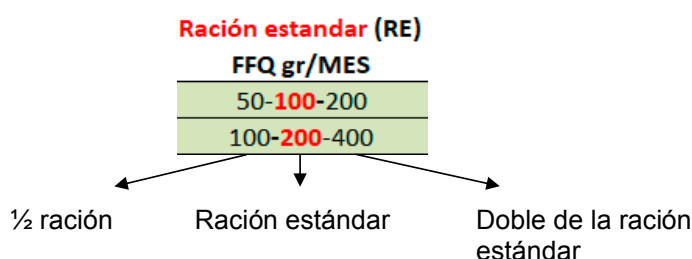 Ración estandar (RE)
FFQ gr/MES
50-100-200
100-200-400
½ ración
Ración estándar
Doble de la ración
estándar